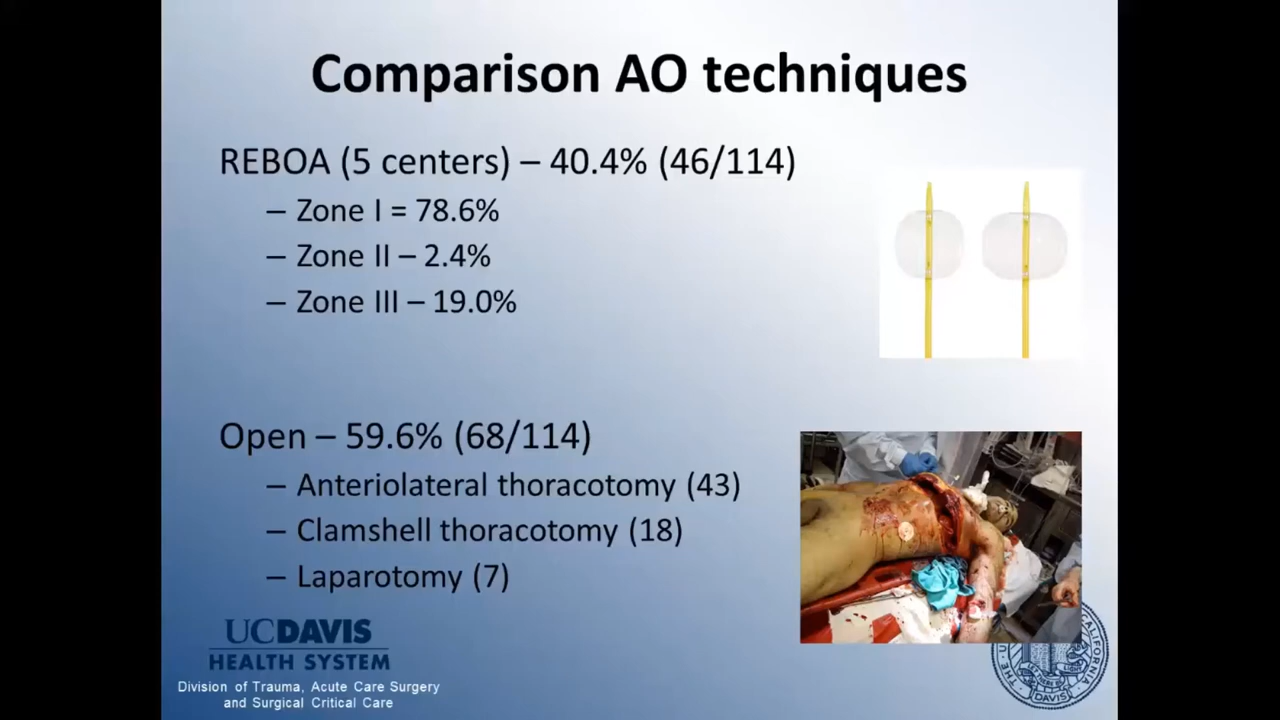 Comparison AO techniques
REBOA (5 centers) – 40.4% (46/114)
– Zone I = 78.6%
– Zone II – 2.4%
– Zone III – 19.0%
Open – 59.6% (68/114)
– Anteriolateral thoracotomy (43)
– Clamshell thoracotomy (18)
– Laparotomy (7)
UCDAVIS
HEALTH SYSTEM
Division of Trauma, Acute Care Surgery
and Surgical Critical Care
DAVIS